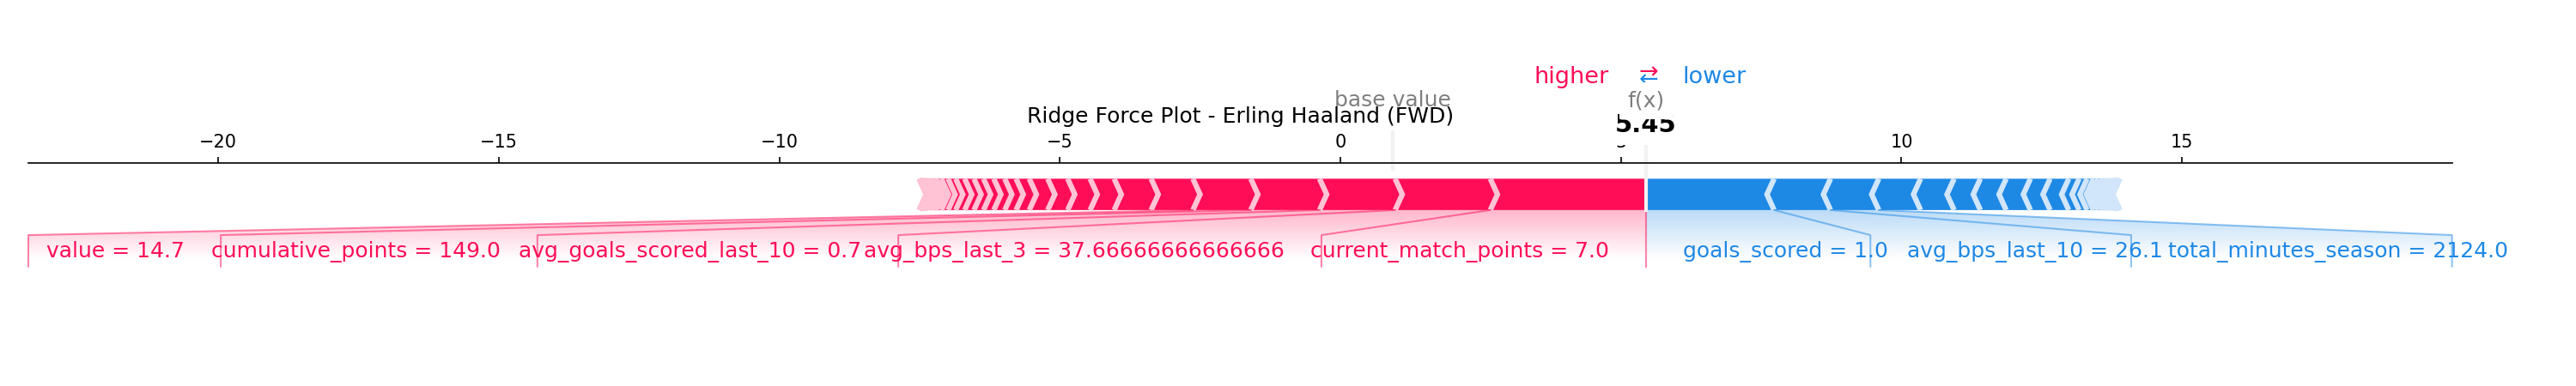 higher ⇄ lower
base value f(x)
Ridge Force Plot - Erling Haaland (FWD) 5.45
−20 −15 −10 −5 0 5 10 15
value = 14.7 cumulative_points = 149.0 avg_goals_scored_last_10 = 0.7 avg_bps_last_3 = 37.66666666666666 current_match_points = 7.0 goals_scored = 1.0 avg_bps_last_10 = 26.1 total_minutes_season = 2124.0